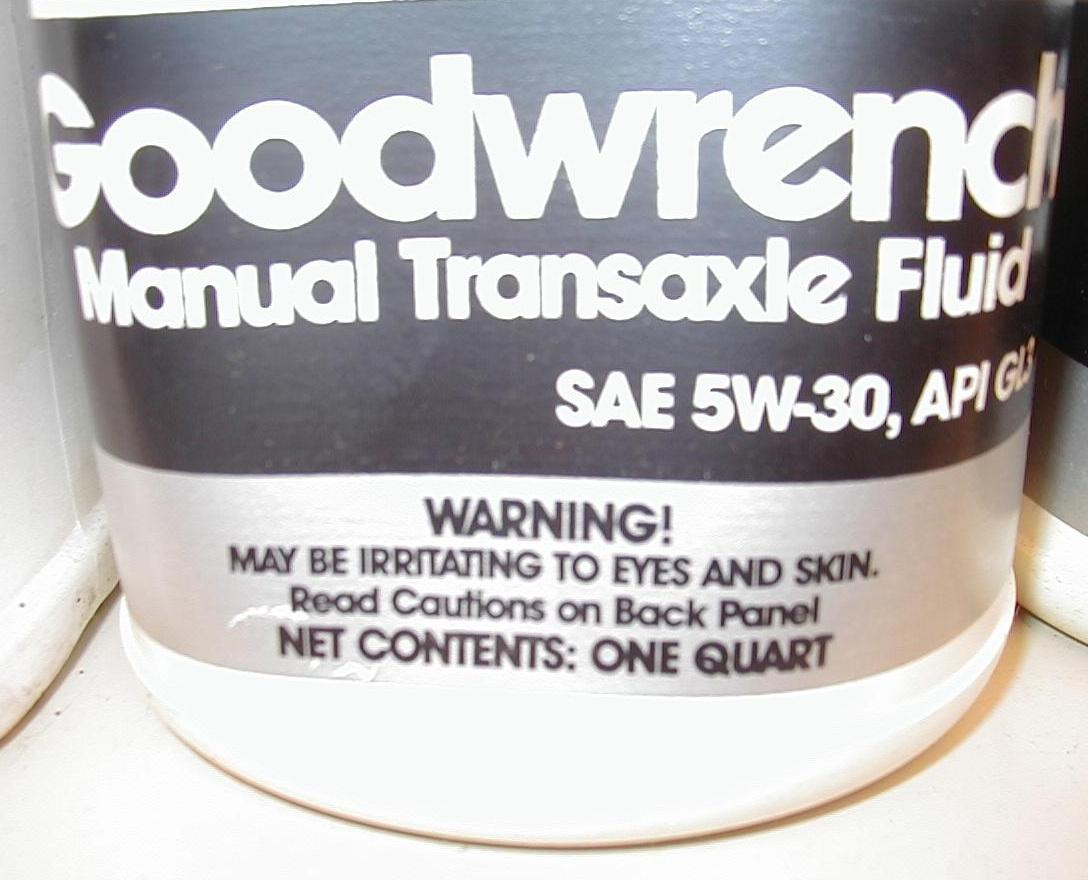 Goodwrench
Manual Transaxle Fluid
SAE 5W-30, API GL3
WARNING!
MAY BE IRRITATING TO EYES AND SKIN.
Read Cautions on Back Panel
NET CONTENTS: ONE QUART